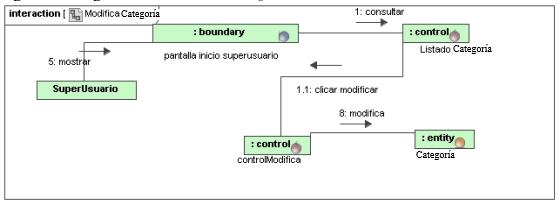 interaction [ Modifica Categoría
1: consultar
: boundary
: control
pantalla inicio superusuario
Listado Categoría
5: mostrar
SuperUsuario
1.1: clicar modificar
8: modifica
: control
controlModifica
: entity
Categoría